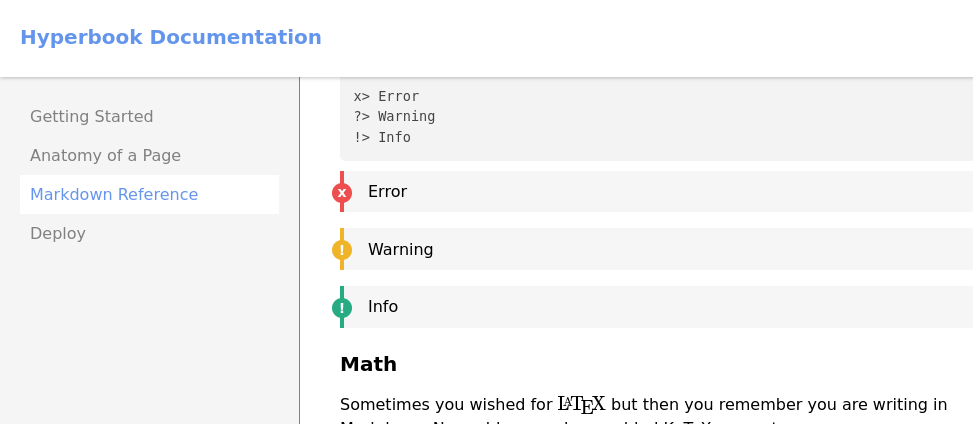 Hyperbook Documentation
Getting Started
Anatomy of a Page
Markdown Reference
Deploy
x> Error
?> Warning
!> Info
x Error
! Warning
! Info
Math
Sometimes you wished for LATEX but then you remember you are writing in